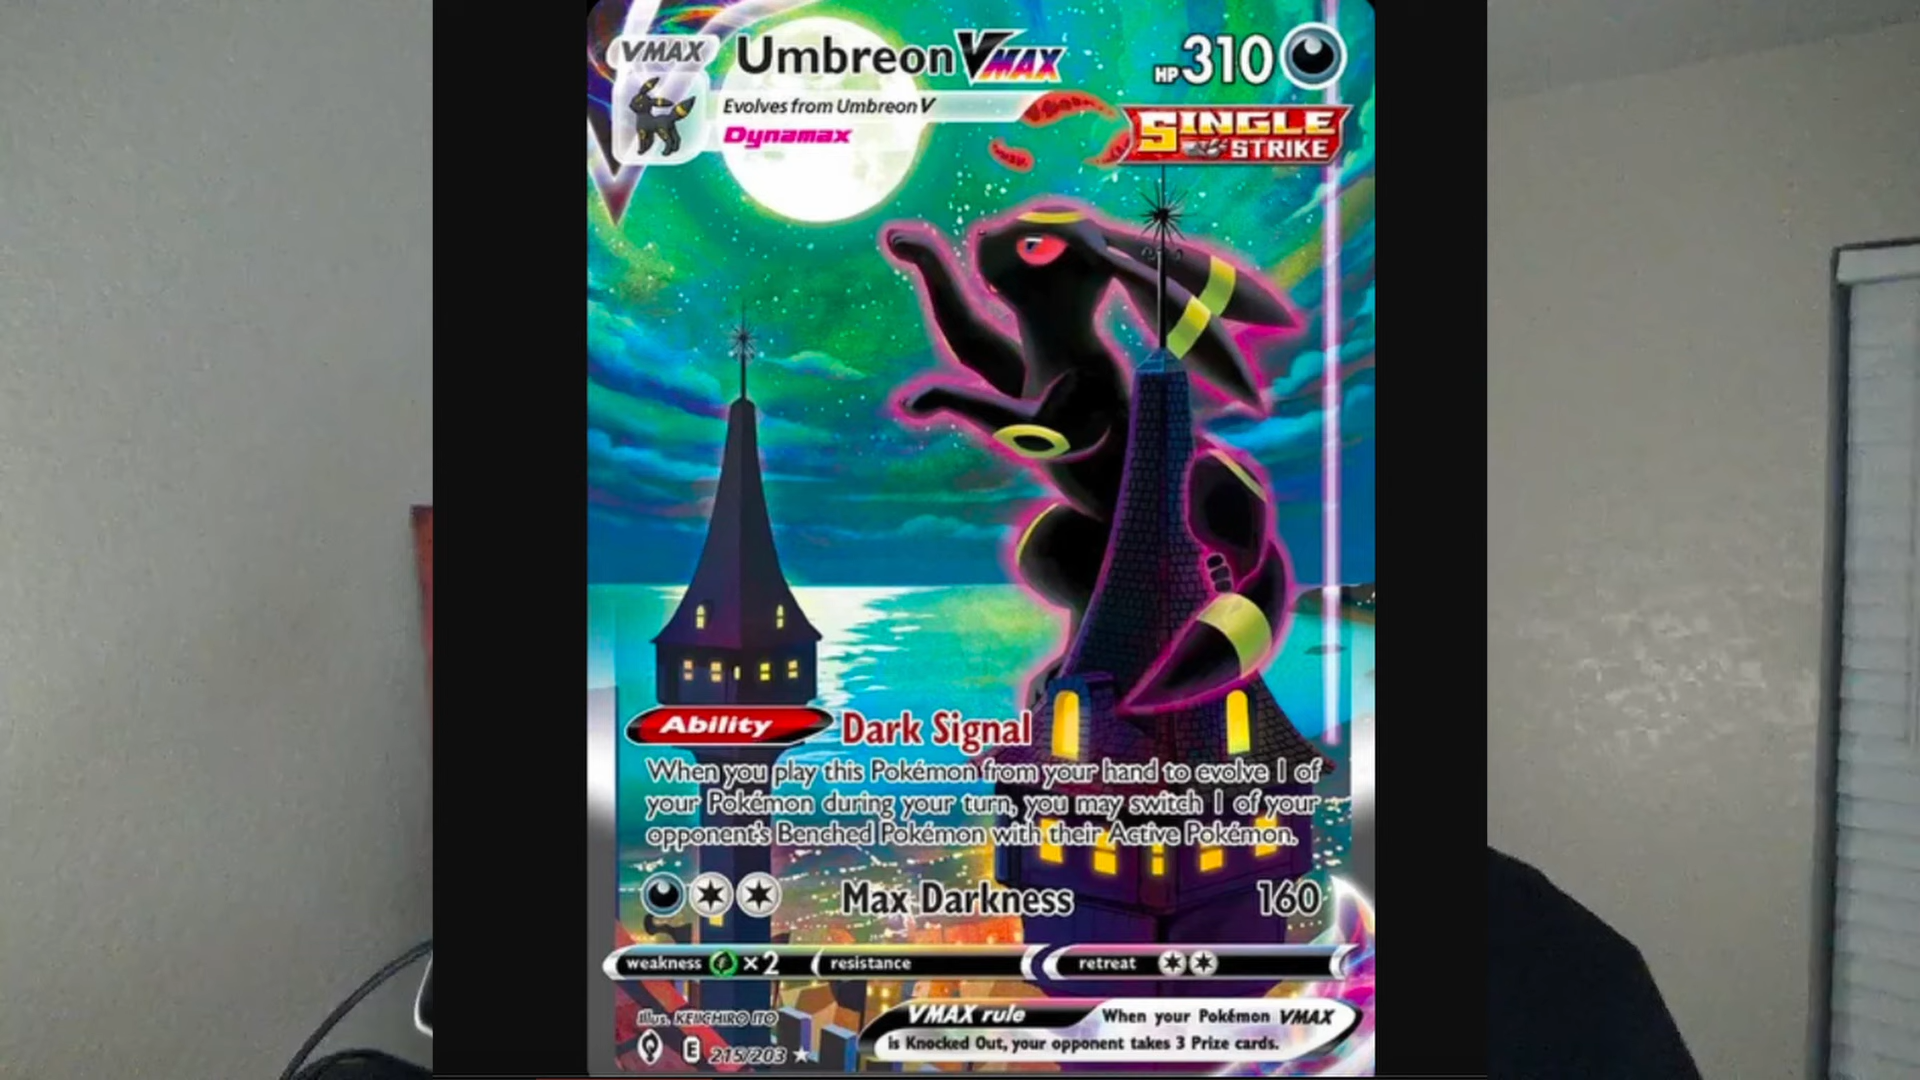 VMAX
Umbreon VMAX
HP 310
Evolves from Umbreon V
Dynamax
SINGLE
STRIKE
Ability Dark Signal
When you play this Pokémon from your hand to evolve 1 of
your Pokémon during your turn, you may switch 1 of your
opponent's Benched Pokémon with their Active Pokémon.
Max Darkness 160
weakness ×2 resistance retreat
Illus. KEIICHIRO ITO
VMAX rule When your Pokémon VMAX
is Knocked Out, your opponent takes 3 Prize cards.
E 215/203